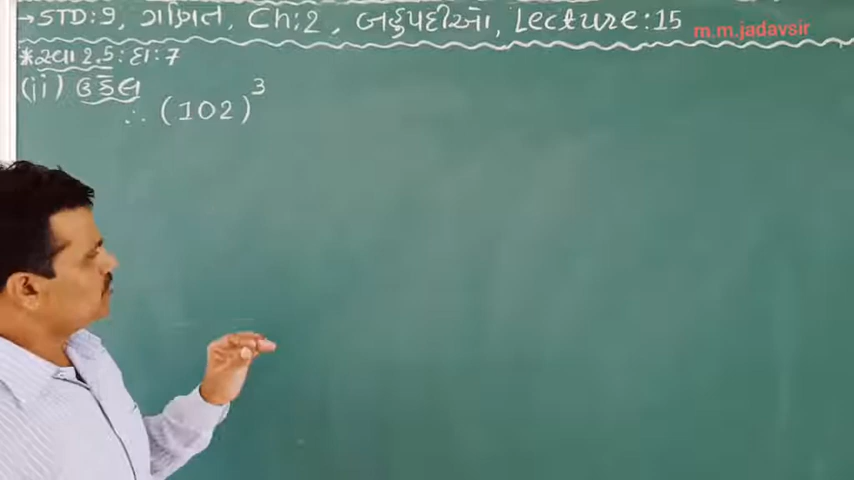 →STD:9, ગણિત, Ch:2, બહુપદીઓ, Lecture:15
m.m.jadavsir
*સ્વા 2.5:દા:7
(ii) ઉકેલ
∴ (102)³